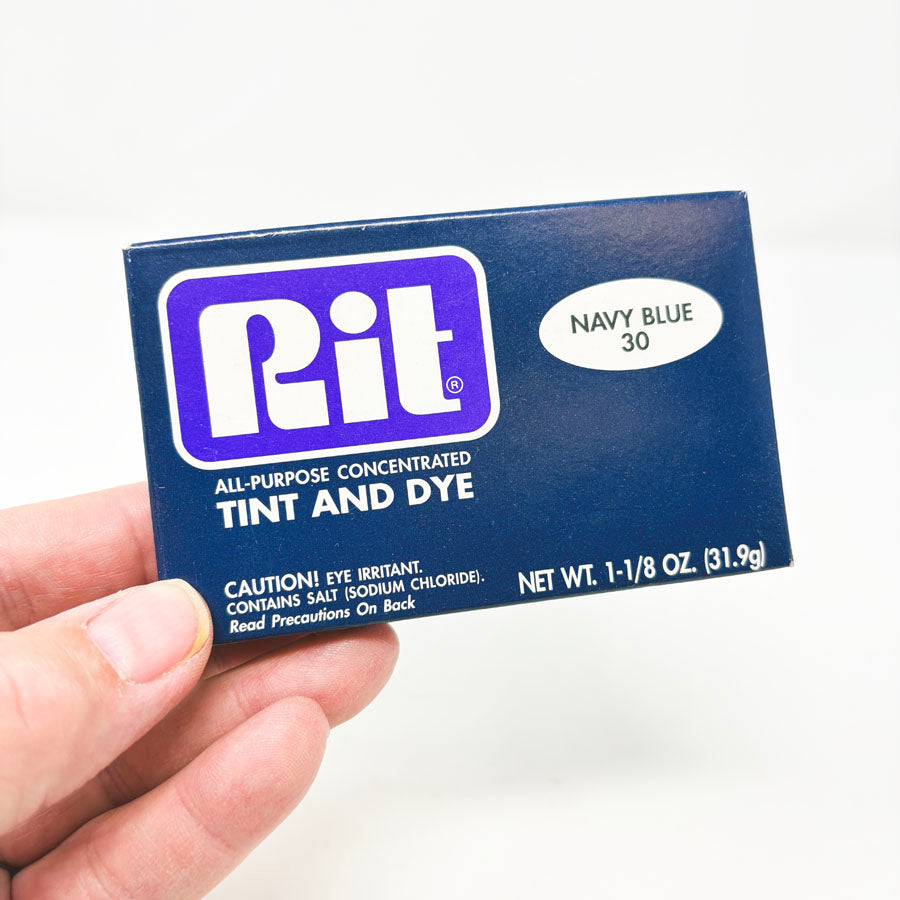 Rit®
ALL-PURPOSE CONCENTRATED
TINT AND DYE
NAVY BLUE
30
CAUTION! EYE IRRITANT.
CONTAINS SALT (SODIUM CHLORIDE).
Read Precautions On Back
NET WT. 1-1/8 OZ. (31.9g)